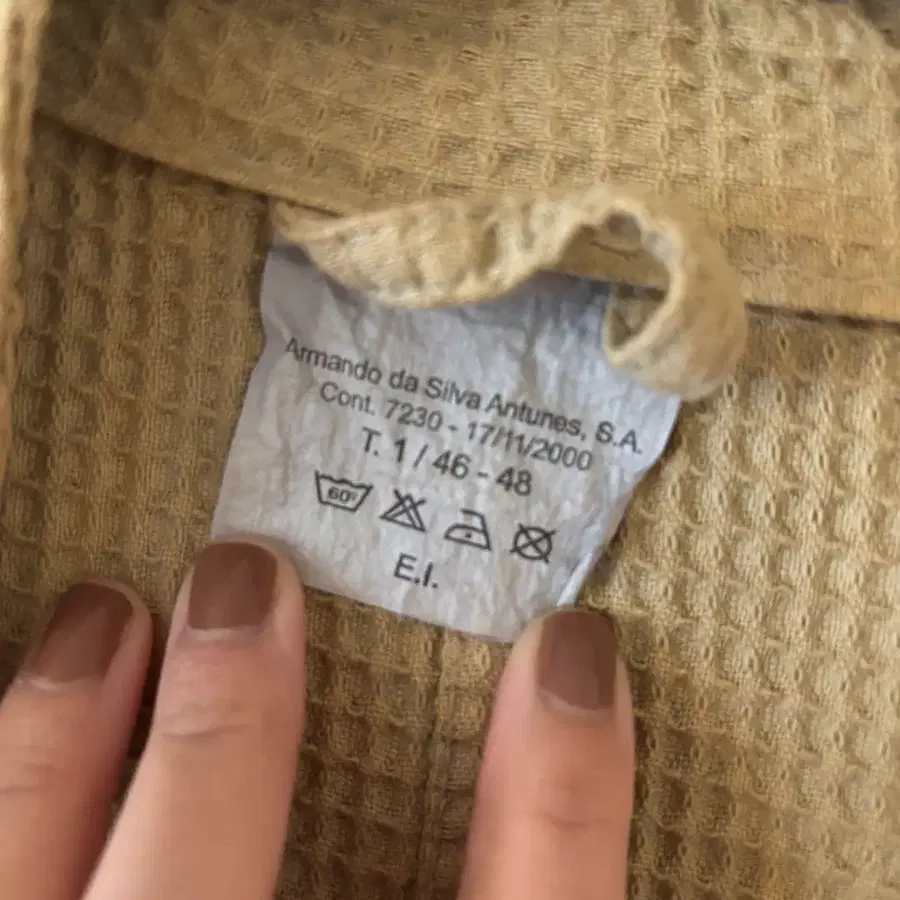 Armando da Silva Antunes, S.A.
Cont. 7230 - 17/11/2000
T. 1 / 46 - 48
60°
E.I.